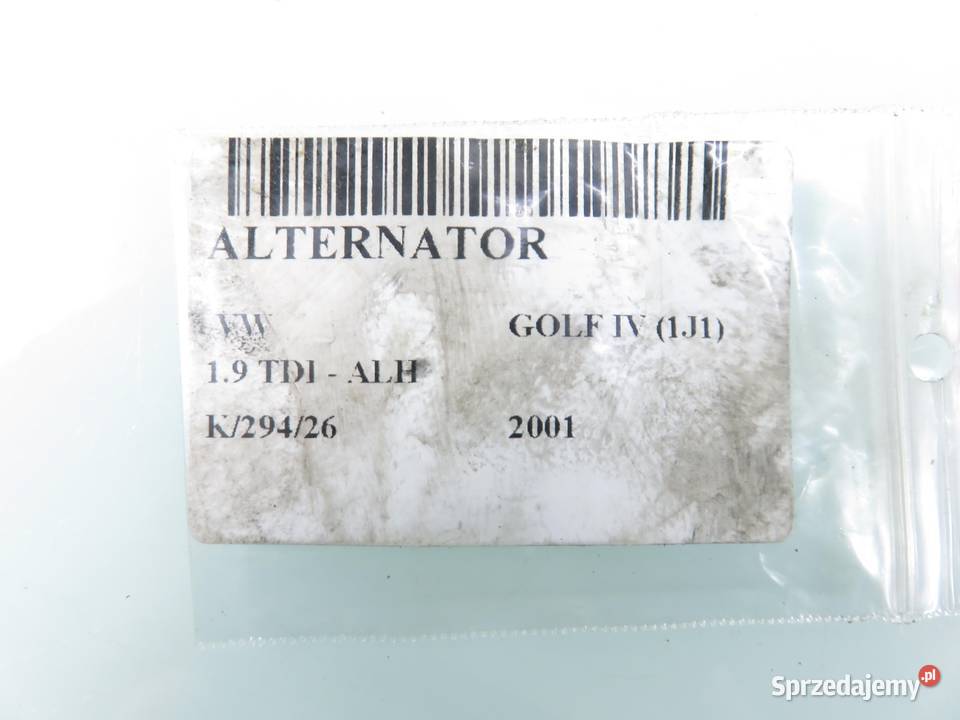 ALTERNATOR
VW GOLF IV (1J1)
1.9 TDI - ALH
K/294/26 2001
Sprzedajemy.pl